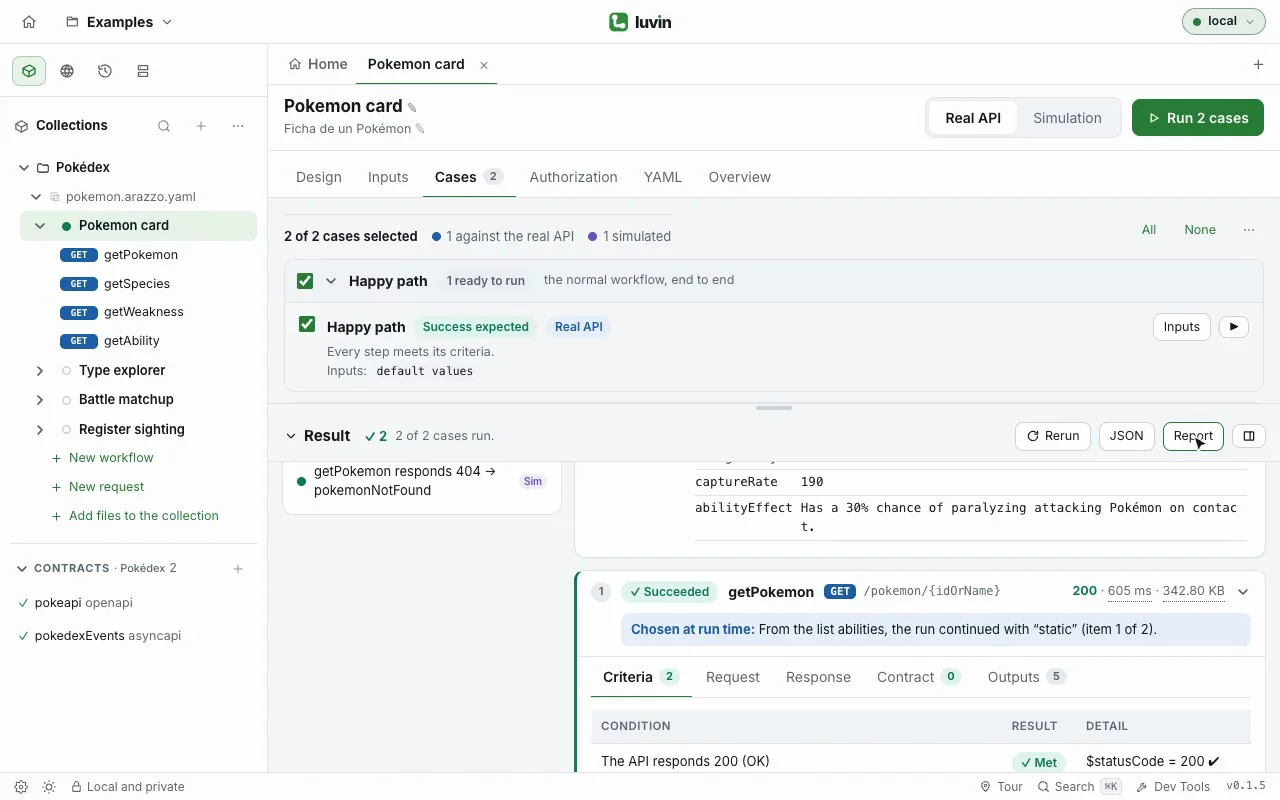 Examples
luvin
local
Home
Pokemon card
Collections
Pokemon card
Ficha de un Pokémon
Real API
Simulation
Run 2 cases
Pokédex
pokemon.arazzo.yaml
Pokemon card
GET getPokemon
GET getSpecies
GET getWeakness
GET getAbility
Type explorer
Battle matchup
Register sighting
+ New workflow
+ New request
+ Add files to the collection
CONTRACTS · Pokédex 2
pokeapi openapi
pokedexEvents asyncapi
Design Inputs Cases 2 Authorization YAML Overview
2 of 2 cases selected 1 against the real API 1 simulated
All None ...
Happy path 1 ready to run the normal workflow, end to end
Happy path Success expected Real API
Inputs
Every step meets its criteria.
Inputs: default values
Result ✓ 2 2 of 2 cases run.
Rerun JSON Report
getPokemon responds 404 →
pokemonNotFound
Sim
captureRate 190
abilityEffect Has a 30% chance of paralyzing attacking Pokémon on contac
t.
1 ✓ Succeeded getPokemon GET /pokemon/{idOrName} 200 · 605 ms · 342.80 KB
Chosen at run time: From the list abilities, the run continued with “static” (item 1 of 2).
Criteria 2 Request Response Contract 0 Outputs 5
CONDITION RESULT DETAIL
The API responds 200 (OK) ✓ Met $statusCode = 200 ✔
Local and private
Tour Search ⌘K Dev Tools v0.1.5